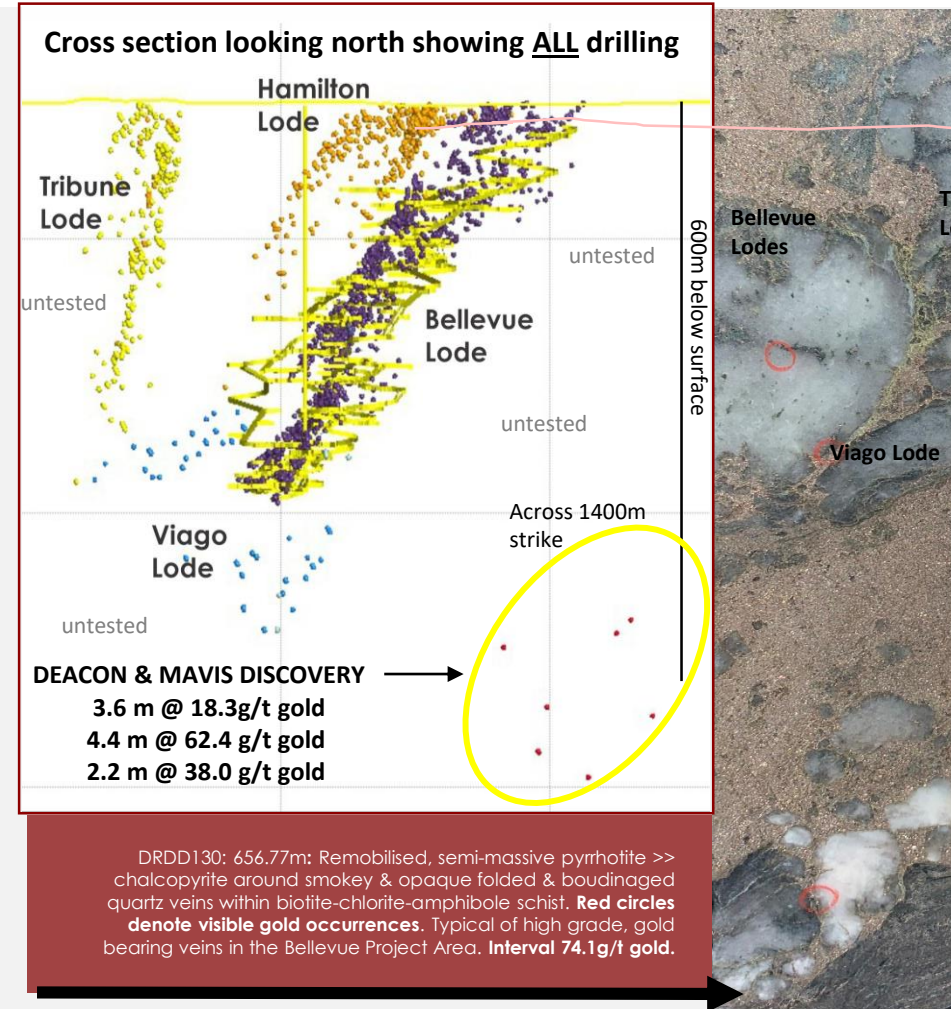 Cross section looking north showing ALL drilling
Hamilton
Lode
Tribune
Lode
Bellevue
Lodes
untested
untested
600m below surface
Bellevue
Lode
untested
Viago Lode
Across 1400m
strike
Viago
Lode
untested
DEACON & MAVIS DISCOVERY
3.6 m @ 18.3g/t gold
4.4 m @ 62.4 g/t gold
2.2 m @ 38.0 g/t gold
DRDD130: 656.77m: Remobilised, semi-massive pyrrhotite >>
chalcopyrite around smokey & opaque folded & boudinaged
quartz veins within biotite-chlorite-amphibole schist. Red circles
denote visible gold occurrences. Typical of high grade, gold
bearing veins in the Bellevue Project Area. Interval 74.1g/t gold.